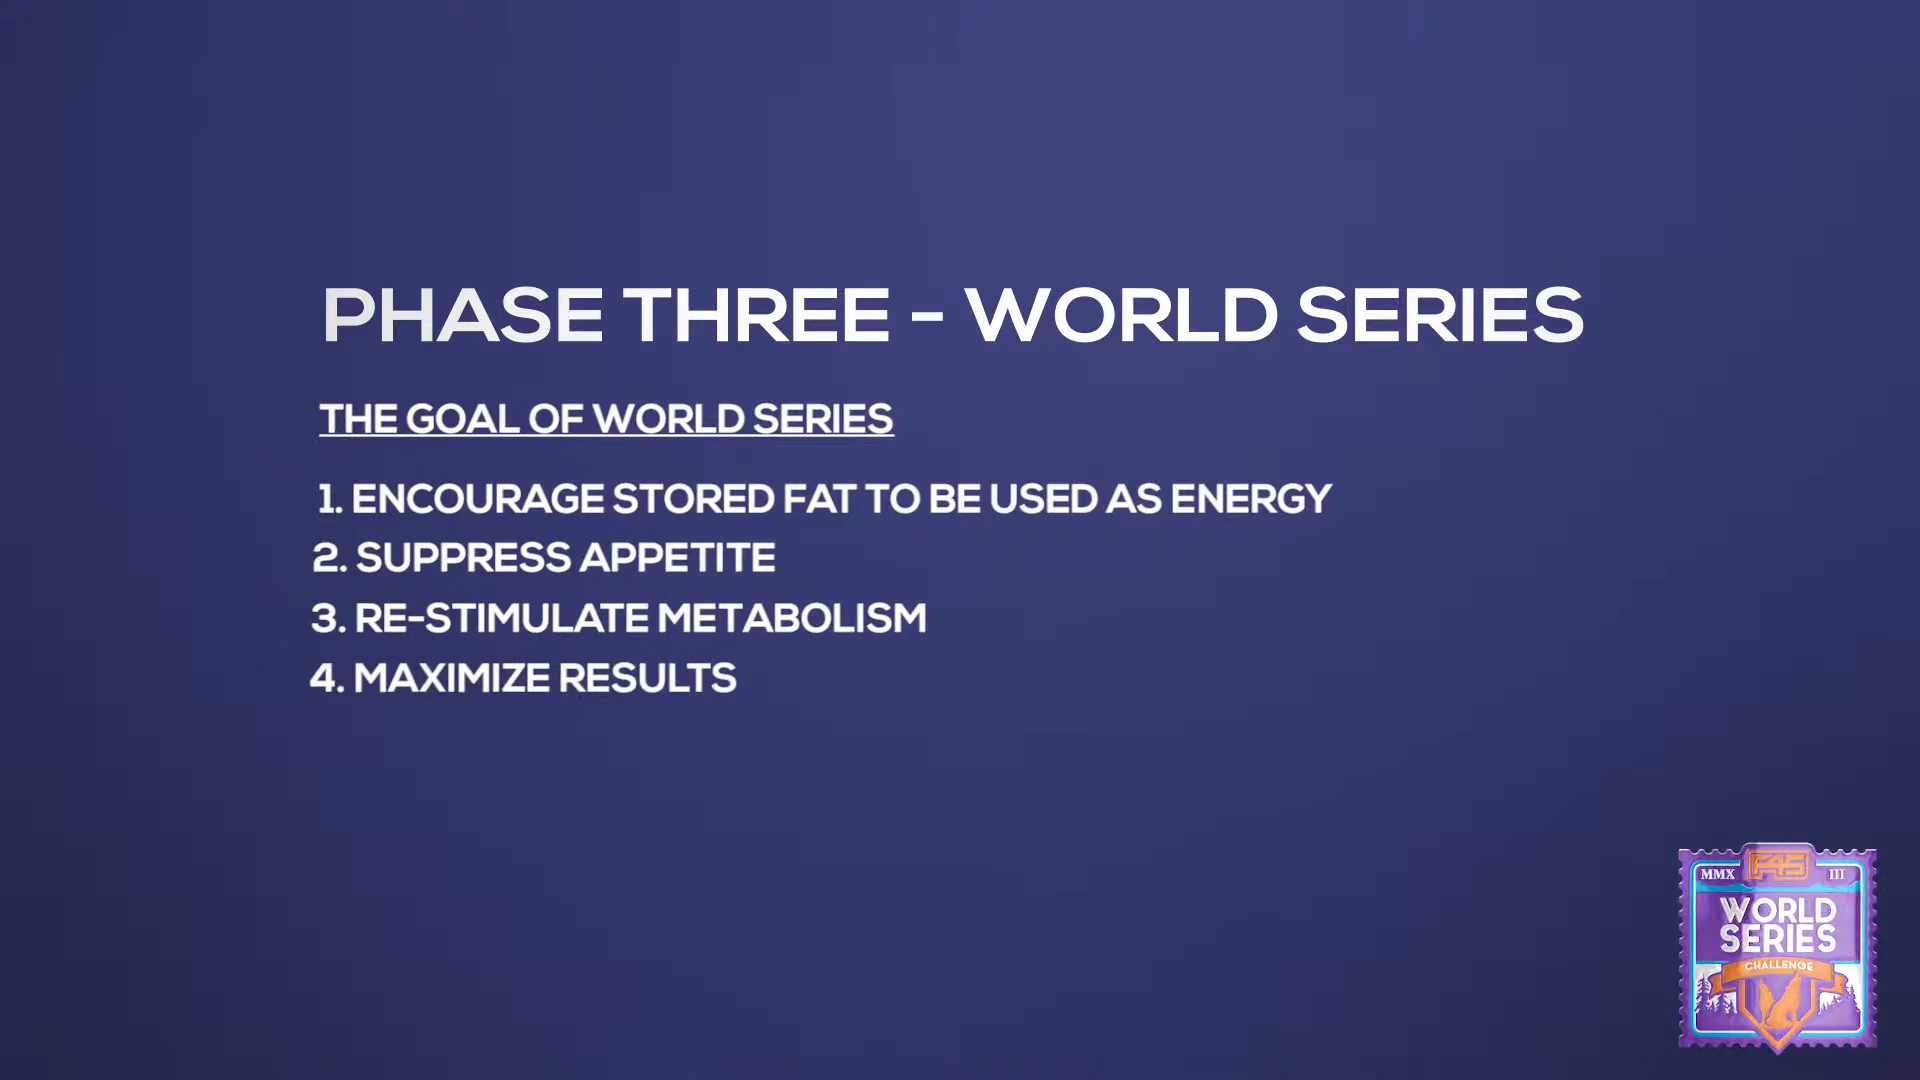 PHASE THREE - WORLD SERIES
THE GOAL OF WORLD SERIES
1. ENCOURAGE STORED FAT TO BE USED AS ENERGY
2. SUPPRESS APPETITE
3. RE-STIMULATE METABOLISM
4. MAXIMIZE RESULTS
F45
MMX III
WORLD
SERIES
CHALLENGE